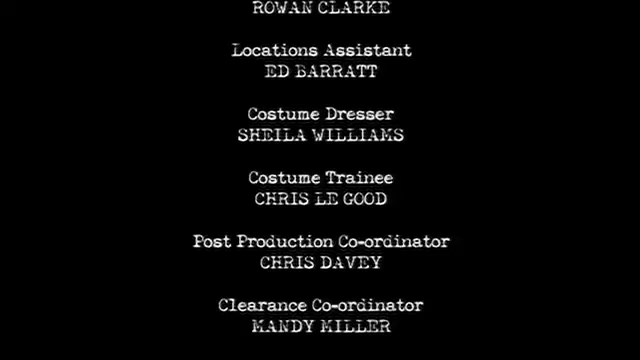 ROWAN CLARKE
Locations Assistant
ED BARRATT
Costume Dresser
SHEILA WILLIAMS
Costume Trainee
CHRIS LE GOOD
Post Production Co-ordinator
CHRIS DAVEY
Clearance Co-ordinator
MANDY MILLER